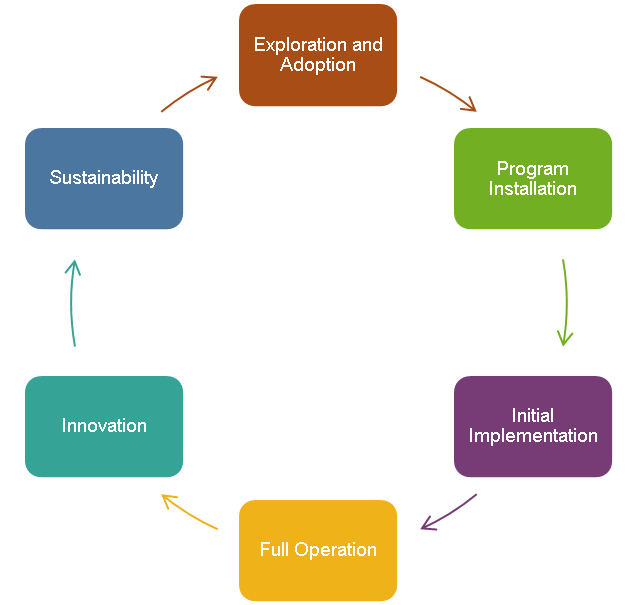 Exploration and
Adoption
Program
Installation
Initial
Implementation
Full Operation
Innovation
Sustainability